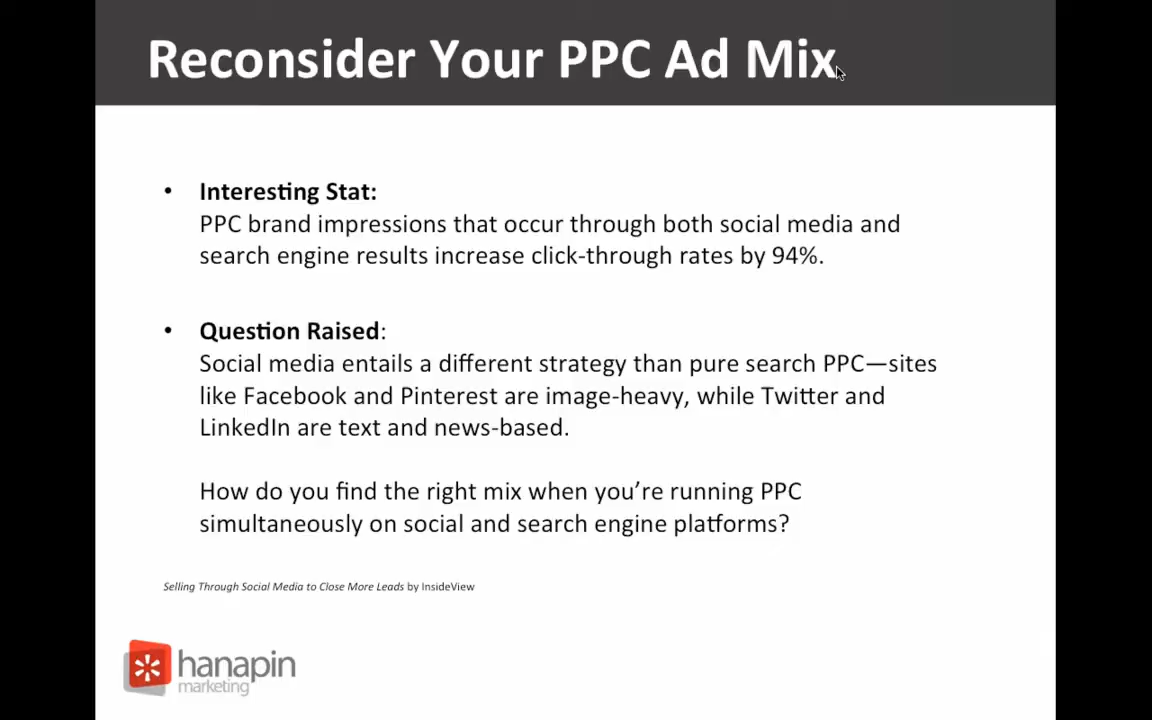 Reconsider Your PPC Ad Mix
• Interesting Stat:
PPC brand impressions that occur through both social media and
search engine results increase click-through rates by 94%.
• Question Raised:
Social media entails a different strategy than pure search PPC—sites
like Facebook and Pinterest are image-heavy, while Twitter and
LinkedIn are text and news-based.
How do you find the right mix when you’re running PPC
simultaneously on social and search engine platforms?
Selling Through Social Media to Close More Leads by InsideView
hanapin
marketing